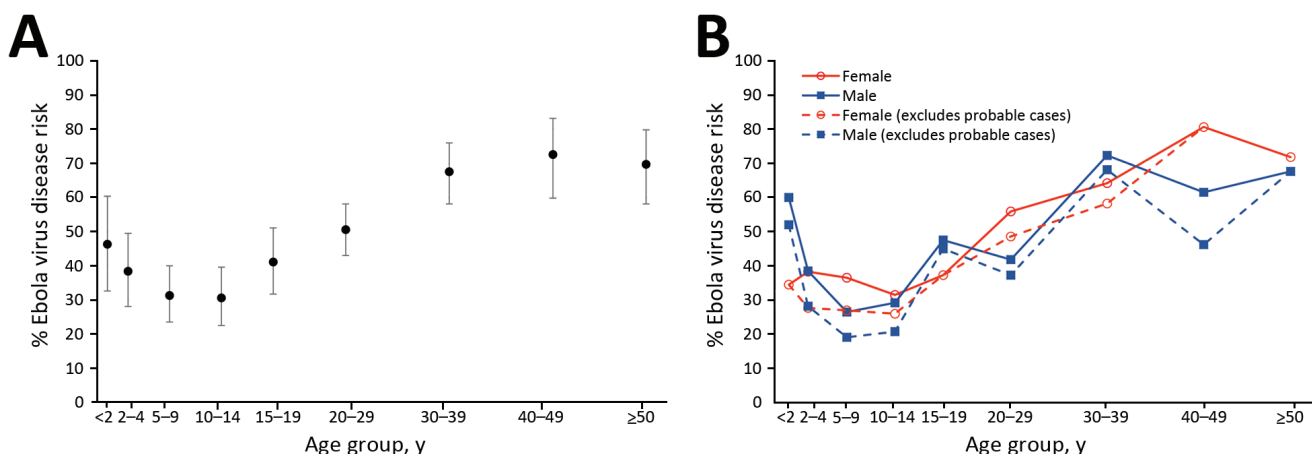 A
% Ebola virus disease risk
100
90
80
70
60
50
40
30
20
10
0
<2 2–4 5–9 10–14 15–19 20–29 30–39 40–49 ≥50
Age group, y
B
% Ebola virus disease risk
100
90
80
70
60
50
40
30
20
10
0
Female
Male
Female (excludes probable cases)
Male (excludes probable cases)
<2 2–4 5–9 10–14 15–19 20–29 30–39 40–49 ≥50
Age group, y